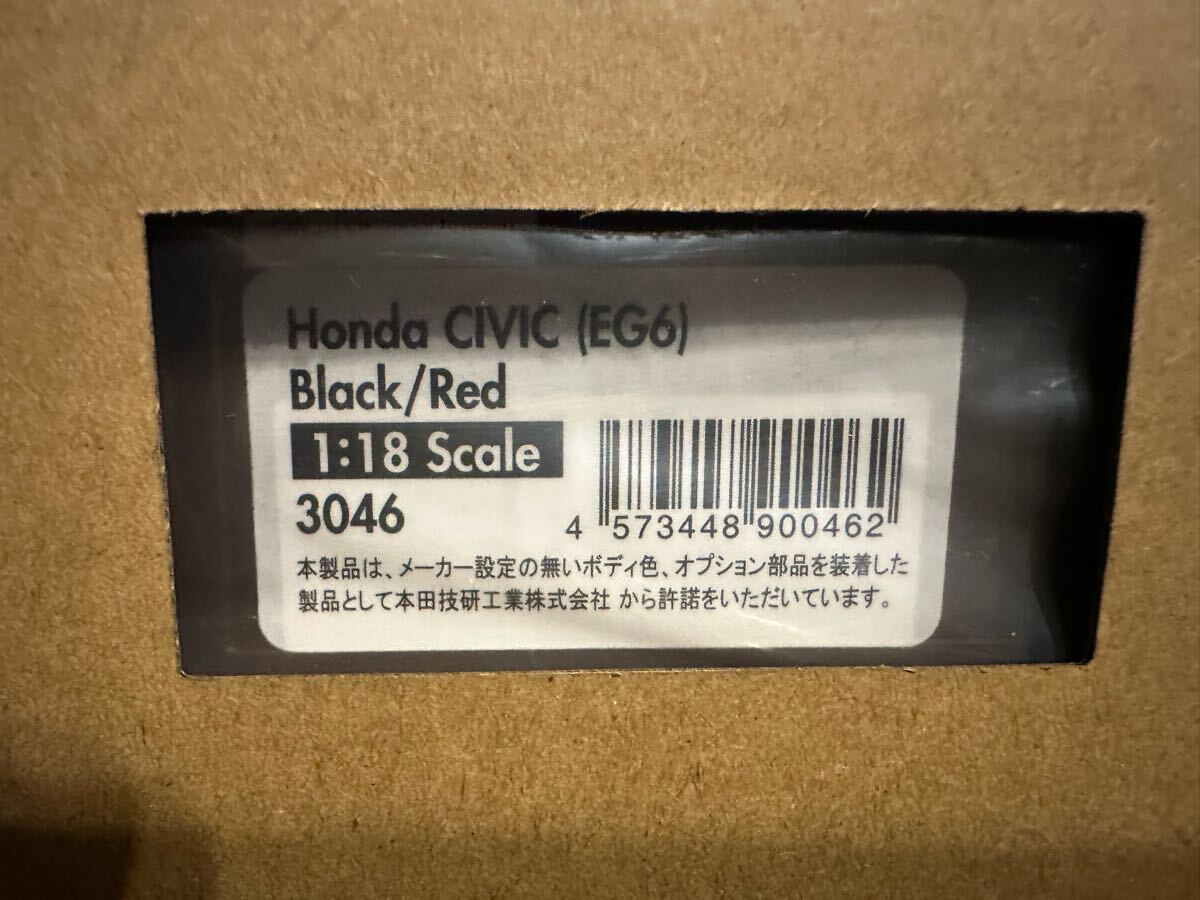 Honda CIVIC (EG6)
Black/Red
1:18 Scale
3046
4 573448 900462
本製品は、メーカー設定の無いボディ色、オプション部品を装着した
製品として本田技研工業株式会社 から許諾をいただいています。